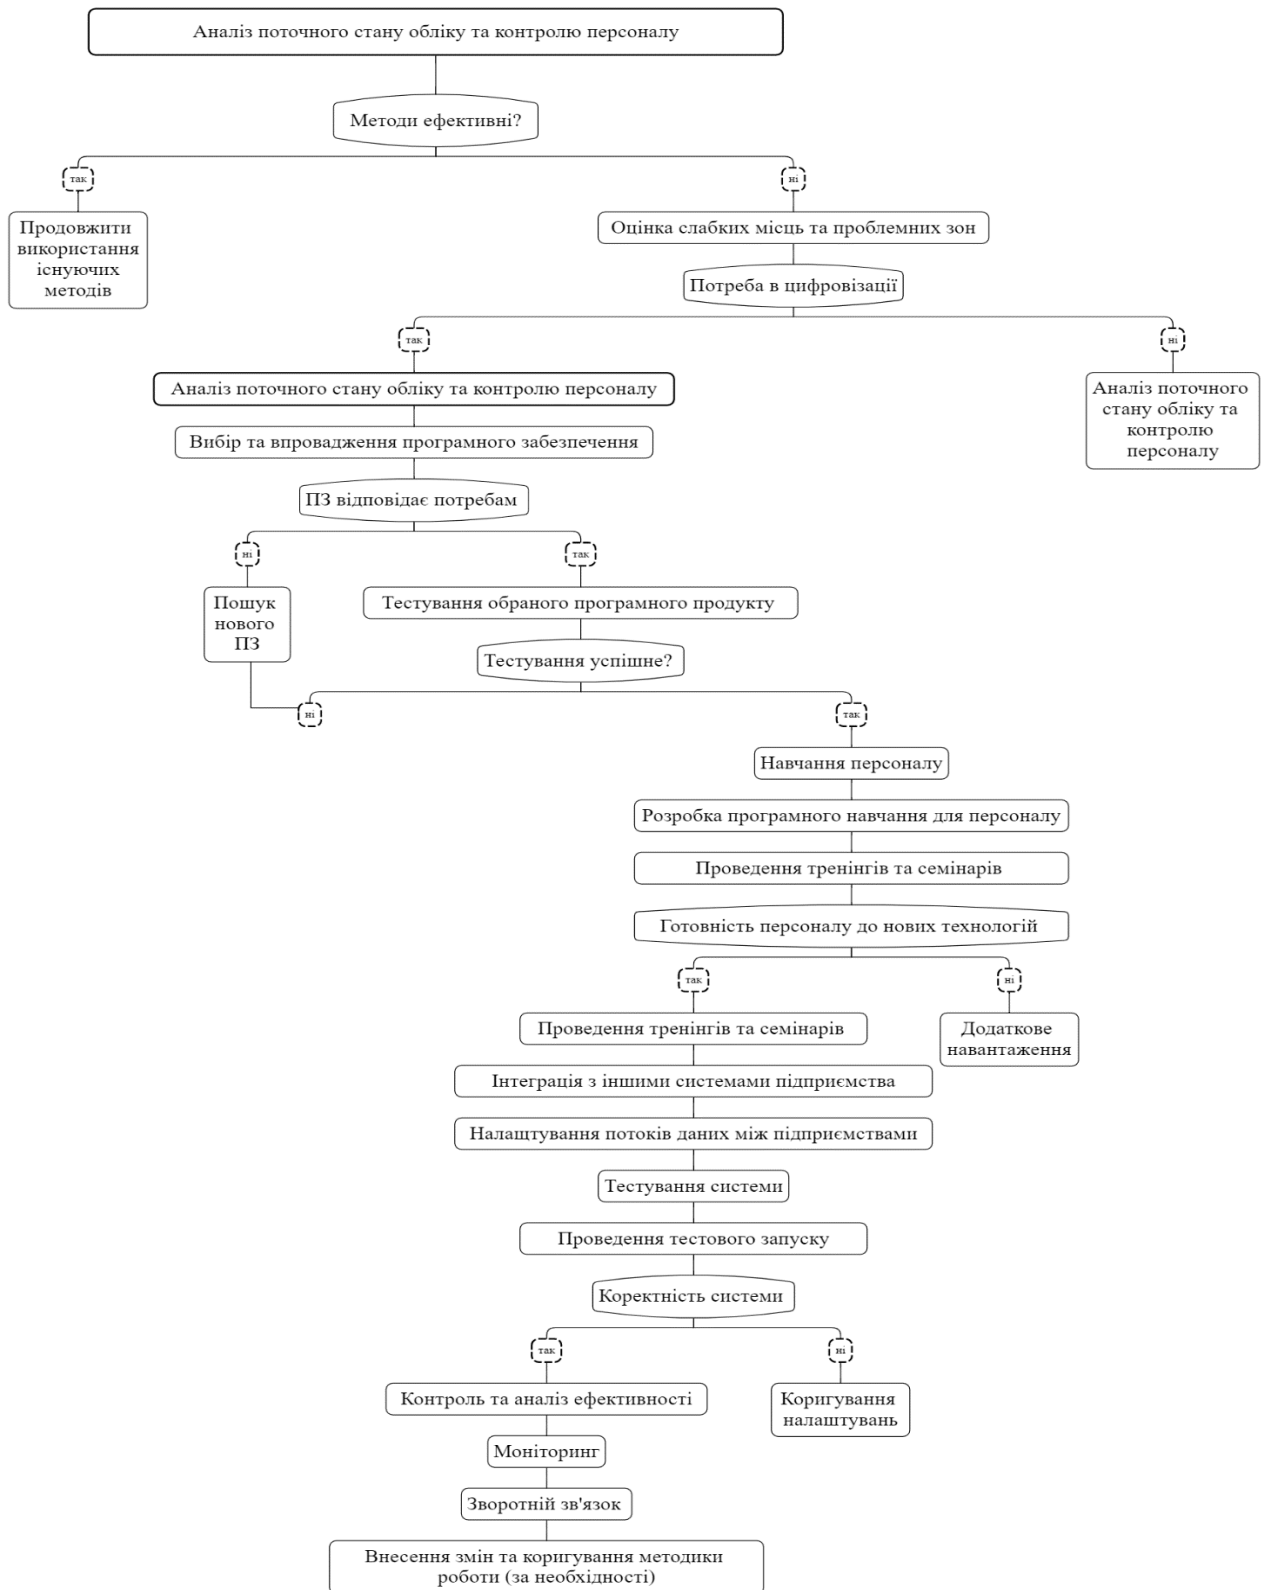 Аналіз поточного стану обліку та контролю персоналу
Методи ефективні?
так
ні
Продовжити
використання
існуючих
методів
Оцінка слабких місць та проблемних зон
Потреба в цифровізації
так
ні
Аналіз поточного стану обліку та контролю персоналу
Аналіз поточного
стану обліку та
контролю
персоналу
Вибір та впровадження програмного забезпечення
ПЗ відповідає потребам
ні
так
Пошук
нового
ПЗ
Тестування обраного програмного продукту
Тестування успішне?
ні
так
Навчання персоналу
Розробка програмного навчання для персоналу
Проведення тренінгів та семінарів
Готовність персоналу до нових технологій
так
ні
Проведення тренінгів та семінарів
Додаткове
навантаження
Інтеграція з іншими системами підприємства
Налаштування потоків даних між підприємствами
Тестування системи
Проведення тестового запуску
Коректність системи
так
ні
Контроль та аналіз ефективності
Коригування
налаштувань
Моніторинг
Зворотній зв'язок
Внесення змін та коригування методики
роботи (за необхідності)